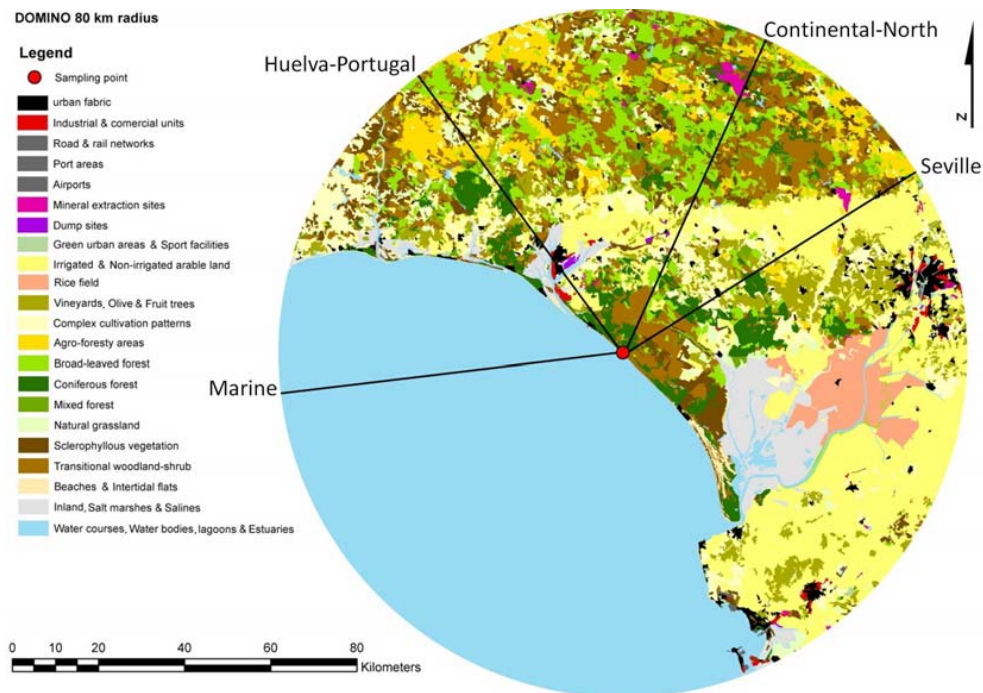 DOMINO 80 km radius
Legend
Sampling point
urban fabric
Industrial & comercial units
Road & rail networks
Port areas
Airports
Mineral extraction sites
Dump sites
Green urban areas & Sport facilities
Irrigated & Non-irrigated arable land
Rice field
Vineyards, Olive & Fruit trees
Complex cultivation patterns
Agro-foresty areas
Broad-leaved forest
Coniferous forest
Mixed forest
Natural grassland
Sclerophyllous vegetation
Transitional woodland-shrub
Beaches & Intertidal flats
Inland, Salt marshes & Salines
Water courses, Water bodies, lagoons & Estuaries
Huelva-Portugal
Continental-North
Seville
Marine
N
0 10 20 40 60 80
Kilometers